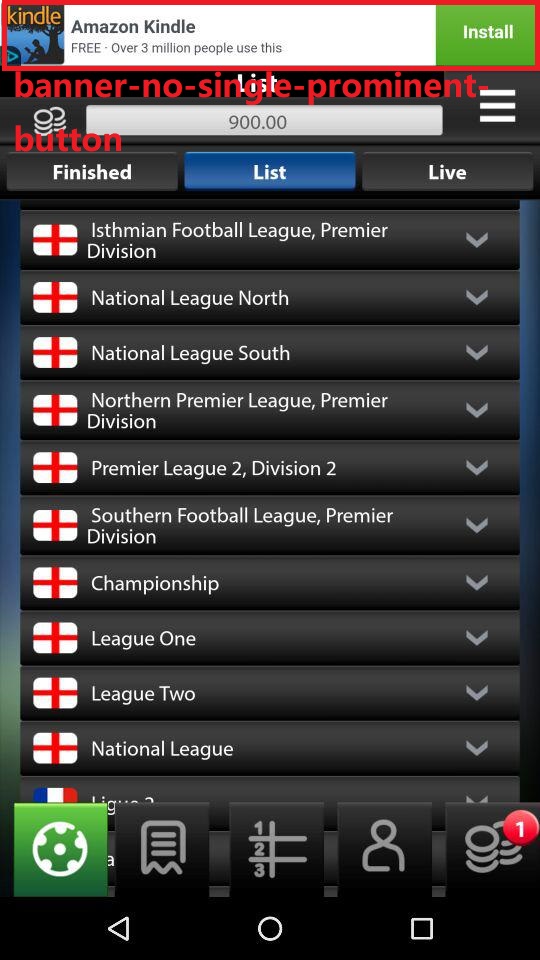 kindle
Amazon Kindle
FREE · Over 3 million people use this
Install
banner-no-single-prominent-
button
List
900.00
Finished
List
Live
Isthmian Football League, Premier
Division
National League North
National League South
Northern Premier League, Premier
Division
Premier League 2, Division 2
Southern Football League, Premier
Division
Championship
League One
League Two
National League
Ligue 2
1
2
3
1